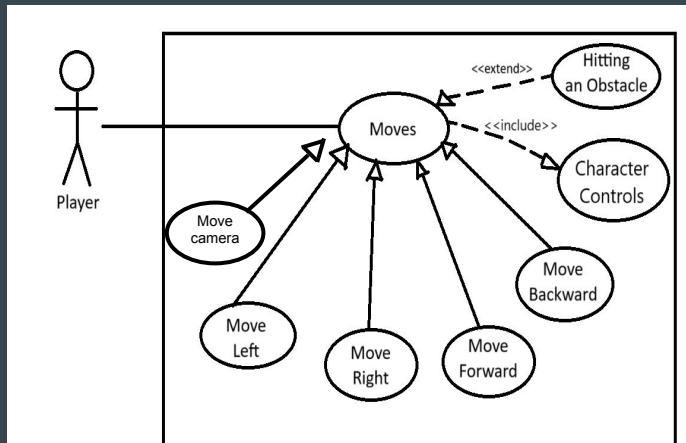 Hitting
an Obstacle
<<extend>>
Moves
<<include>>
Character
Controls
Player
Move
camera
Move
Backward
Move
Left
Move
Right
Move
Forward